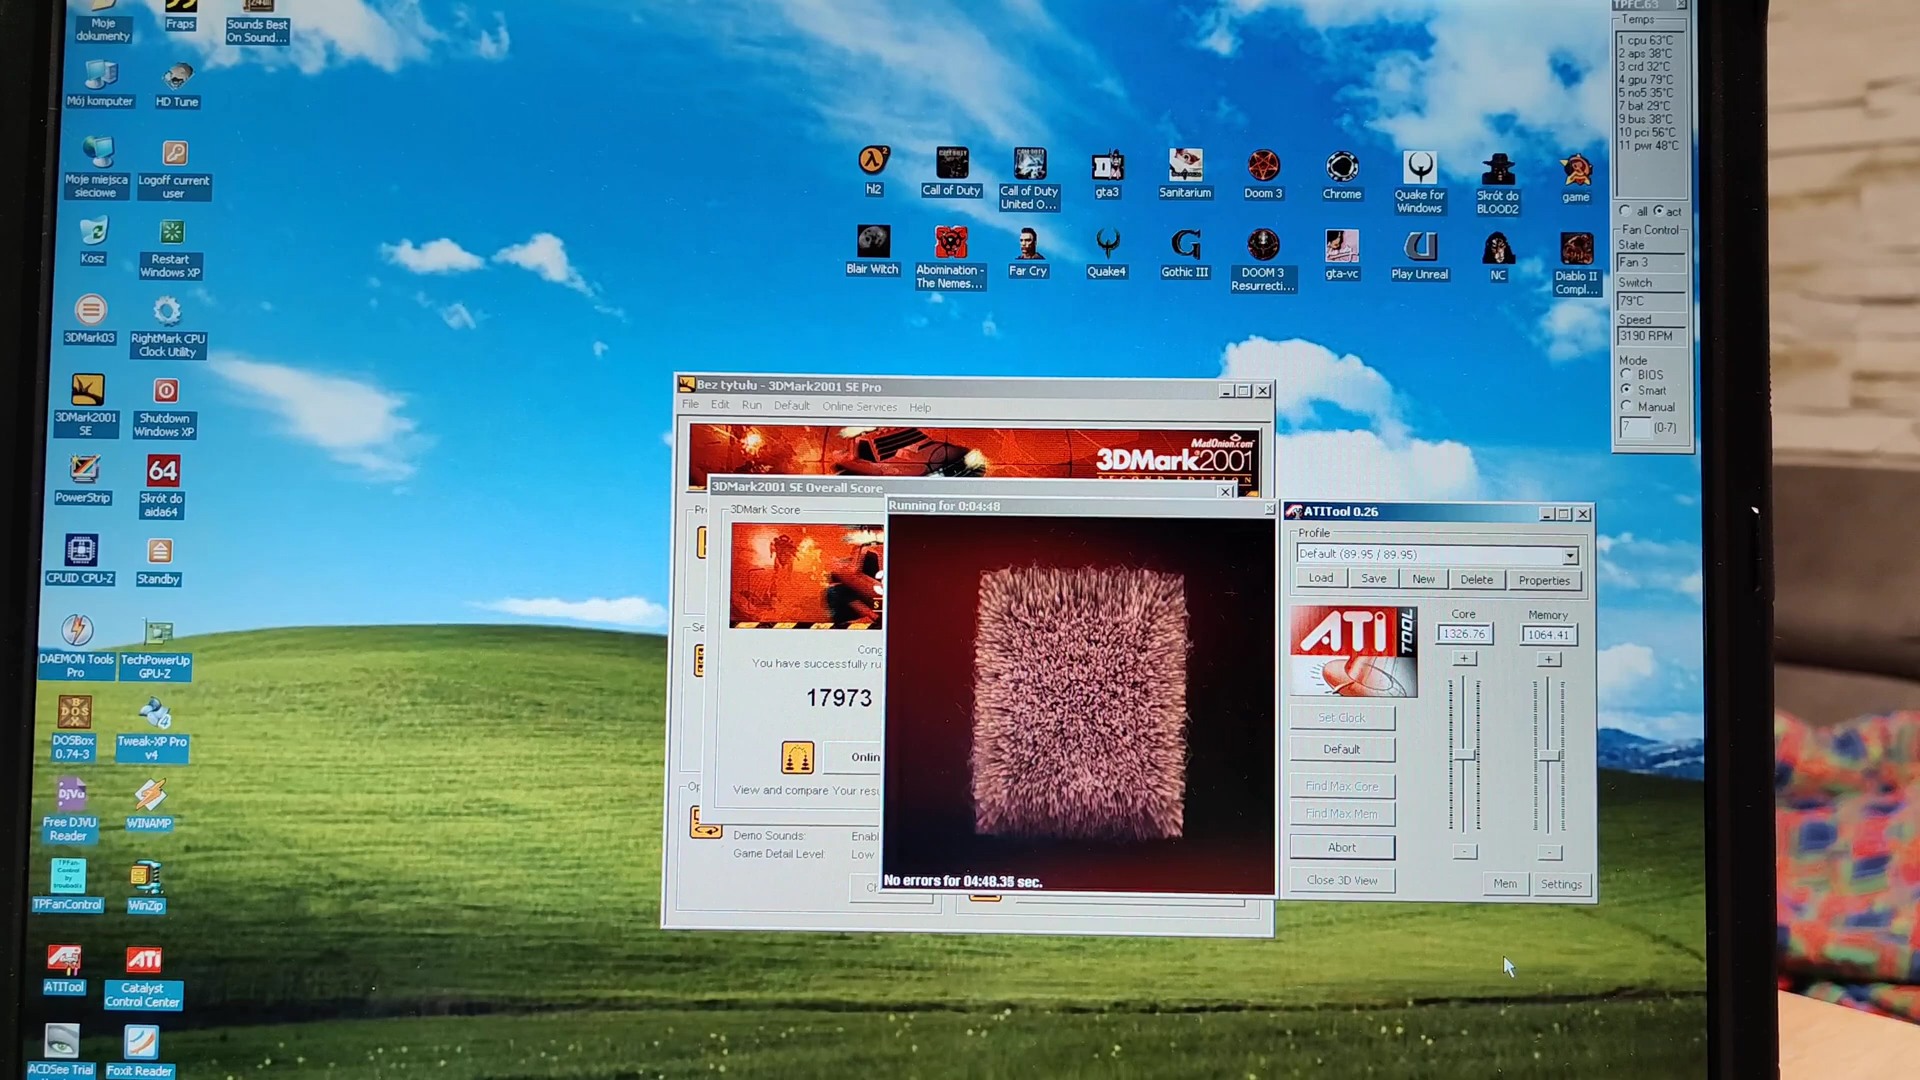 Moje
dokumenty
Fraps
Sounds Best
On Sound...
Mój komputer
HD Tune
Moje miejsca
sieciowe
Logoff current
user
Kosz
Restart
Windows XP
3DMark03
RightMark CPU
Clock Utility
3DMark2001
SE
Shutdown
Windows XP
PowerStrip
64
Skrót do
aida64
CPUID CPU-Z
Standby
DAEMON Tools
Pro
TechPowerUp
GPU-Z
DOSBox
0.74-3
Tweak-XP Pro
v4
DjVu
Free DJVU
Reader
WINAMP
TPFanControl
WinZip
ATITool
ATI
Catalyst
Control Center
ACDSee Trial
Foxit Reader
hl2
Call of Duty
Call of Duty
United O...
gta3
Sanitarium
Doom 3
Chrome
Quake for
Windows
Skrót do
BLOOD2
game
Blair Witch
Abomination -
The Nemes...
Far Cry
Quake4
Gothic III
DOOM 3
Resurrecti...
gta-vc
Play Unreal
NC
Diablo II
Compl...
Temps
1 cpu 63°C
2 aps 38°C
3 crd 32°C
4 gpu 79°C
5 no5 35°C
7 bat 29°C
9 bus 38°C
10 pci 56°C
11 pwr 48°C
all act
Fan Control
State
Fan 3
Switch
79°C
Speed
3190 RPM
Mode
BIOS
Smart
Manual
7 (0-7)
Bez tytułu - 3DMark2001 SE Pro
File Edit Run Default Online Services Help
MadOnion.com
3DMark2001
SECOND EDITION
3DMark2001 SE Overall Score
3DMark Score
Cong
You have successfully ru
17973
Onlin
View and compare Your resu
Demo Sounds: Enabl
Game Detail Level: Low
Running for 0:04:48
No errors for 04:48.35 sec.
ATITool 0.26
Profile
Default (89.95 / 89.95)
Load Save New Delete Properties
ATI TOOL
Core Memory
1326.76 1064.41
+ +
Set Clock
Default
Find Max Core
Find Max Mem
Abort
Close 3D View
- -
Mem Settings